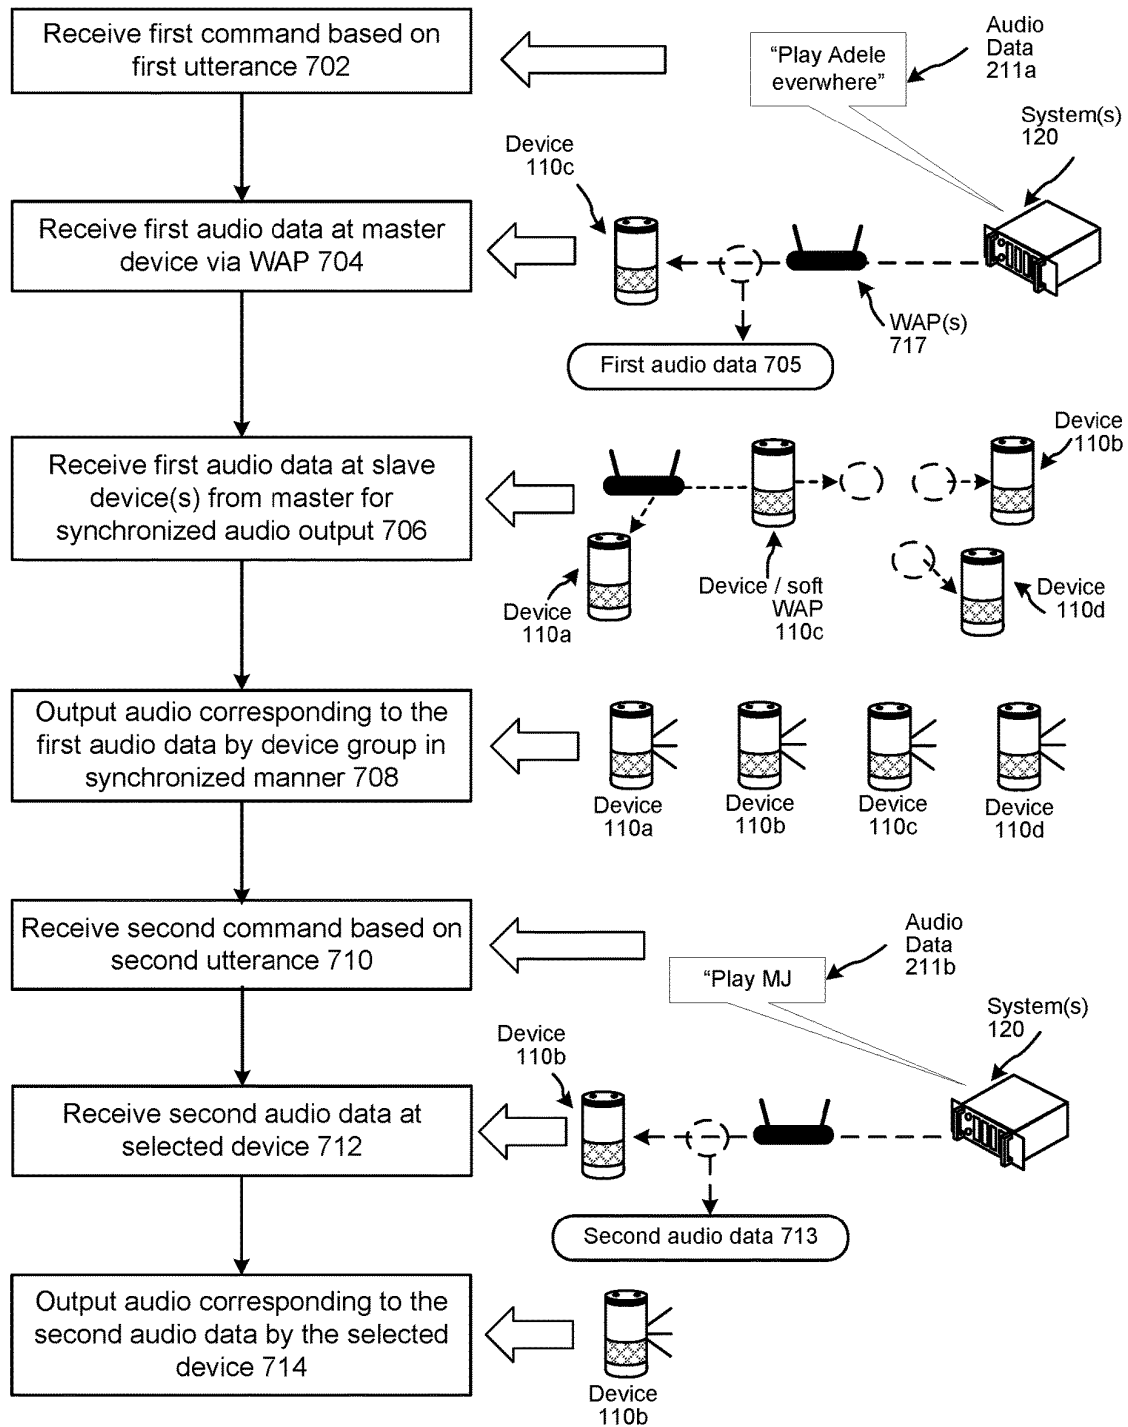 Receive first command based on
first utterance 702
"Play Adele
everwhere"
Audio
Data
211a
System(s)
120
Device
110c
Receive first audio data at master
device via WAP 704
WAP(s)
717
First audio data 705
Receive first audio data at slave
device(s) from master for
synchronized audio output 706
Device
110b
Device
110a
Device / soft
WAP
110c
Device
110d
Output audio corresponding to the
first audio data by device group in
synchronized manner 708
Device
110a
Device
110b
Device
110c
Device
110d
Receive second command based on
second utterance 710
"Play MJ
Audio
Data
211b
System(s)
120
Device
110b
Receive second audio data at
selected device 712
Second audio data 713
Output audio corresponding to the
second audio data by the selected
device 714
Device
110b